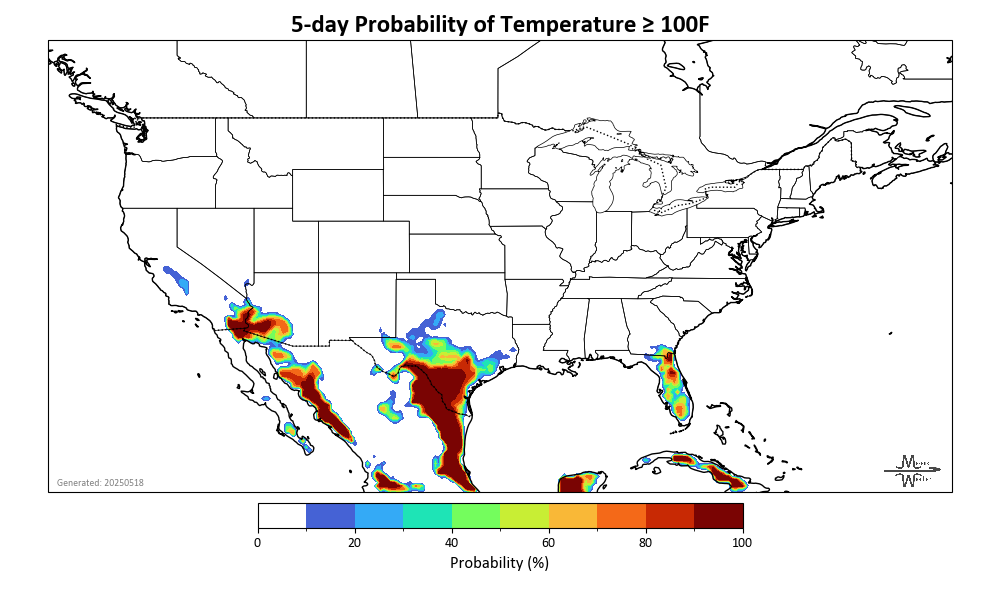 5-day Probability of Temperature ≥ 100F
Generated: 20250518
0 20 40 60 80 100
Probability (%)